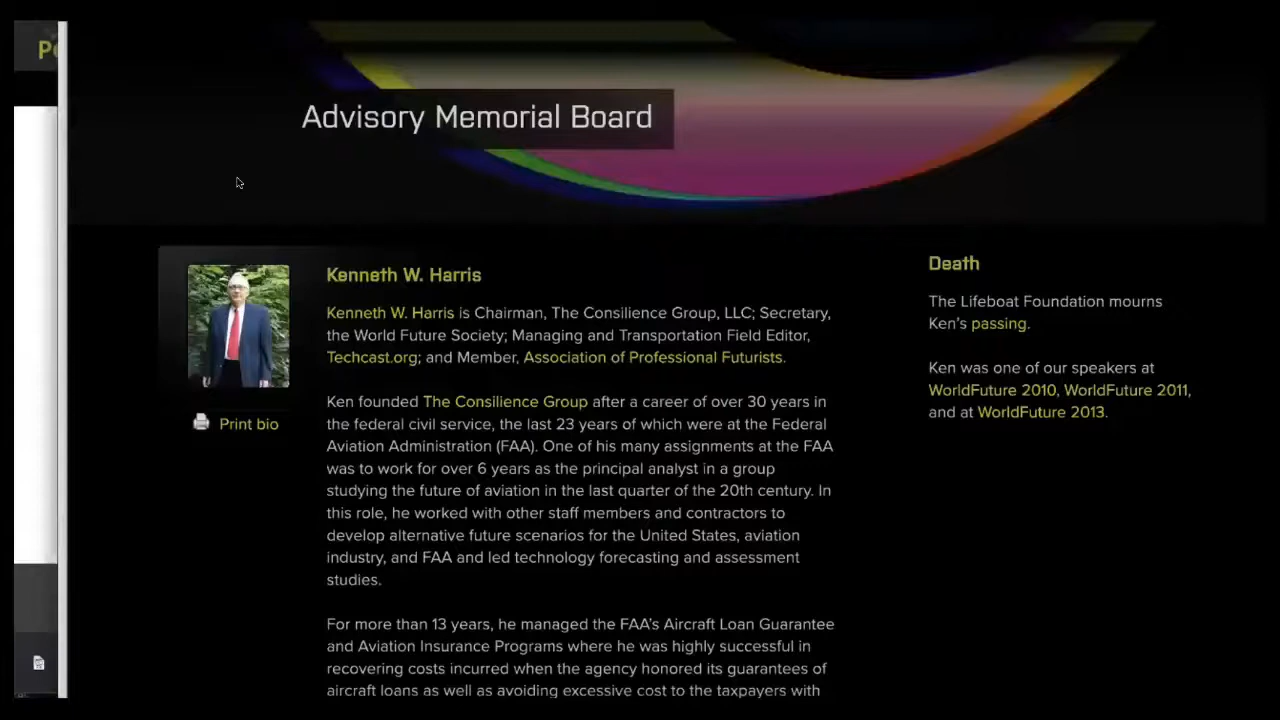 Advisory Memorial Board
Kenneth W. Harris
Kenneth W. Harris is Chairman, The Consilience Group, LLC; Secretary,
the World Future Society; Managing and Transportation Field Editor,
Techcast.org; and Member, Association of Professional Futurists.
Ken founded The Consilience Group after a career of over 30 years in
the federal civil service, the last 23 years of which were at the Federal
Aviation Administration (FAA). One of his many assignments at the FAA
was to work for over 6 years as the principal analyst in a group
studying the future of aviation in the last quarter of the 20th century. In
this role, he worked with other staff members and contractors to
develop alternative future scenarios for the United States, aviation
industry, and FAA and led technology forecasting and assessment
studies.
For more than 13 years, he managed the FAA's Aircraft Loan Guarantee
and Aviation Insurance Programs where he was highly successful in
recovering costs incurred when the agency honored its guarantees of
aircraft loans as well as avoiding excessive cost to the taxpayers with
Print bio
Death
The Lifeboat Foundation mourns
Ken's passing.
Ken was one of our speakers at
WorldFuture 2010, WorldFuture 2011,
and at WorldFuture 2013.